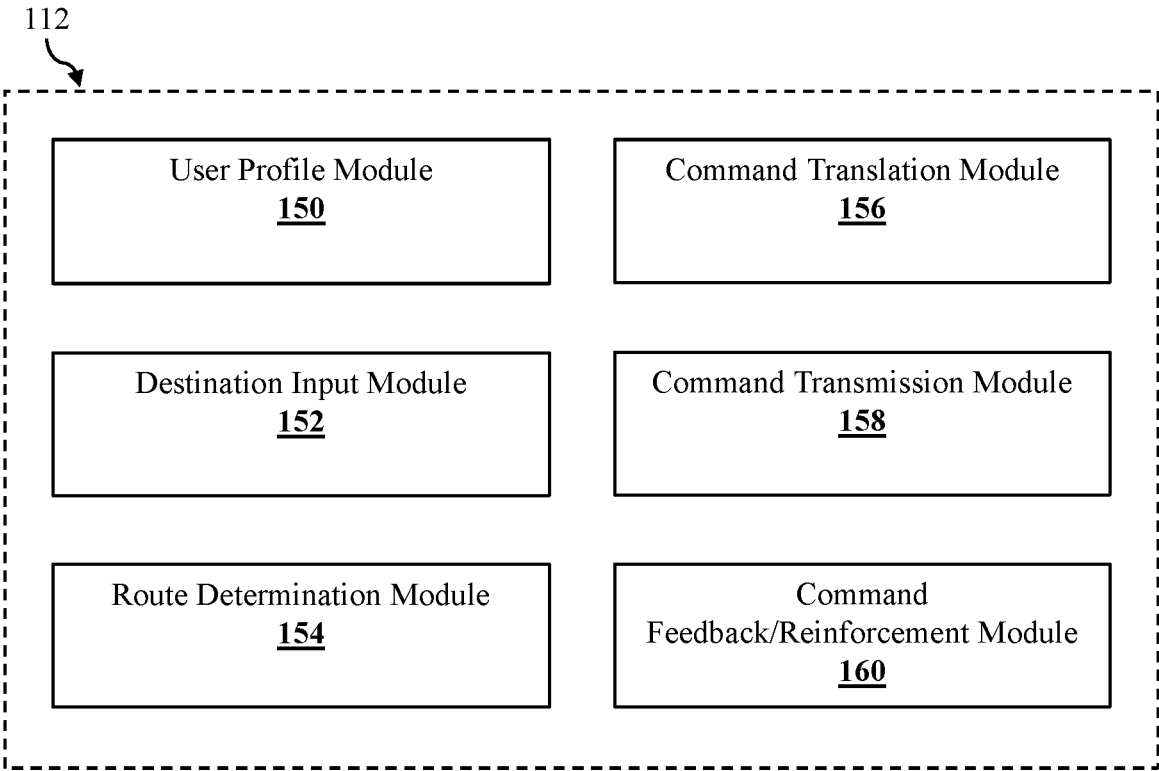 112
User Profile Module
150
Command Translation Module
156
Destination Input Module
152
Command Transmission Module
158
Route Determination Module
154
Command
Feedback/Reinforcement Module
160